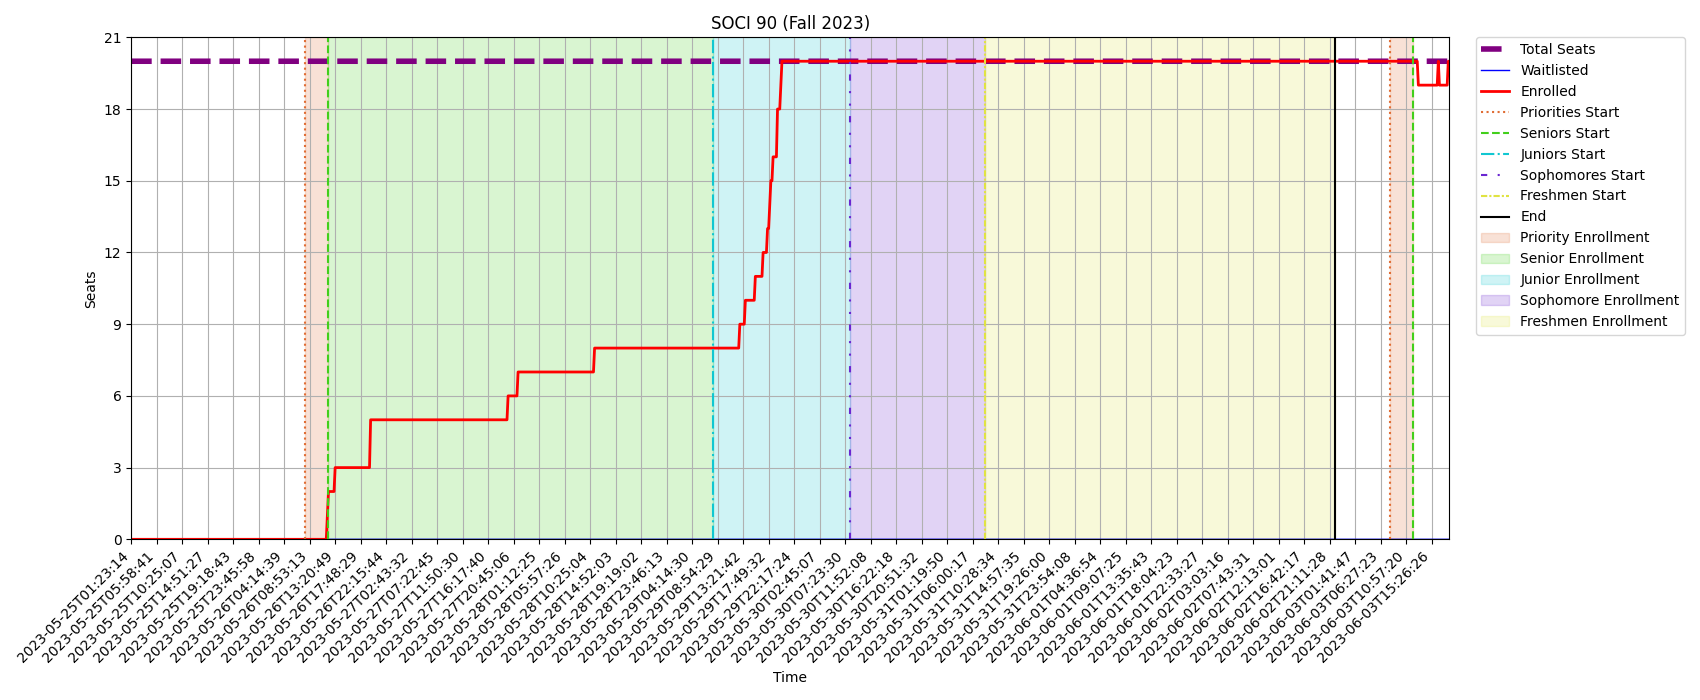 SOCI 90 (Fall 2023)
21
18
15
12
9
6
3
0
Seats
2023-05-25T01:23:14
2023-05-25T05:58:41
2023-05-25T10:25:07
2023-05-25T14:51:27
2023-05-25T19:18:43
2023-05-25T23:45:58
2023-05-26T04:14:39
2023-05-26T08:53:13
2023-05-26T13:20:49
2023-05-26T17:48:29
2023-05-26T22:15:44
2023-05-27T02:43:32
2023-05-27T07:22:45
2023-05-27T11:50:30
2023-05-27T16:17:40
2023-05-27T20:45:06
2023-05-28T01:12:25
2023-05-28T05:57:26
2023-05-28T10:25:04
2023-05-28T14:52:03
2023-05-28T19:19:02
2023-05-28T23:46:13
2023-05-29T04:14:30
2023-05-29T08:54:29
2023-05-29T13:21:42
2023-05-29T17:49:32
2023-05-29T22:17:24
2023-05-30T02:45:07
2023-05-30T07:23:30
2023-05-30T11:52:08
2023-05-30T16:22:18
2023-05-30T20:51:32
2023-05-31T01:19:50
2023-05-31T06:00:17
2023-05-31T10:28:34
2023-05-31T14:57:35
2023-05-31T19:26:00
2023-05-31T23:54:08
2023-06-01T04:36:54
2023-06-01T09:07:25
2023-06-01T13:35:43
2023-06-01T18:04:23
2023-06-01T22:33:27
2023-06-02T03:03:16
2023-06-02T07:43:31
2023-06-02T12:13:01
2023-06-02T16:42:17
2023-06-02T21:11:28
2023-06-03T01:41:47
2023-06-03T06:27:23
2023-06-03T10:57:20
2023-06-03T15:26:26
Time
Total Seats
Waitlisted
Enrolled
Priorities Start
Seniors Start
Juniors Start
Sophomores Start
Freshmen Start
End
Priority Enrollment
Senior Enrollment
Junior Enrollment
Sophomore Enrollment
Freshmen Enrollment